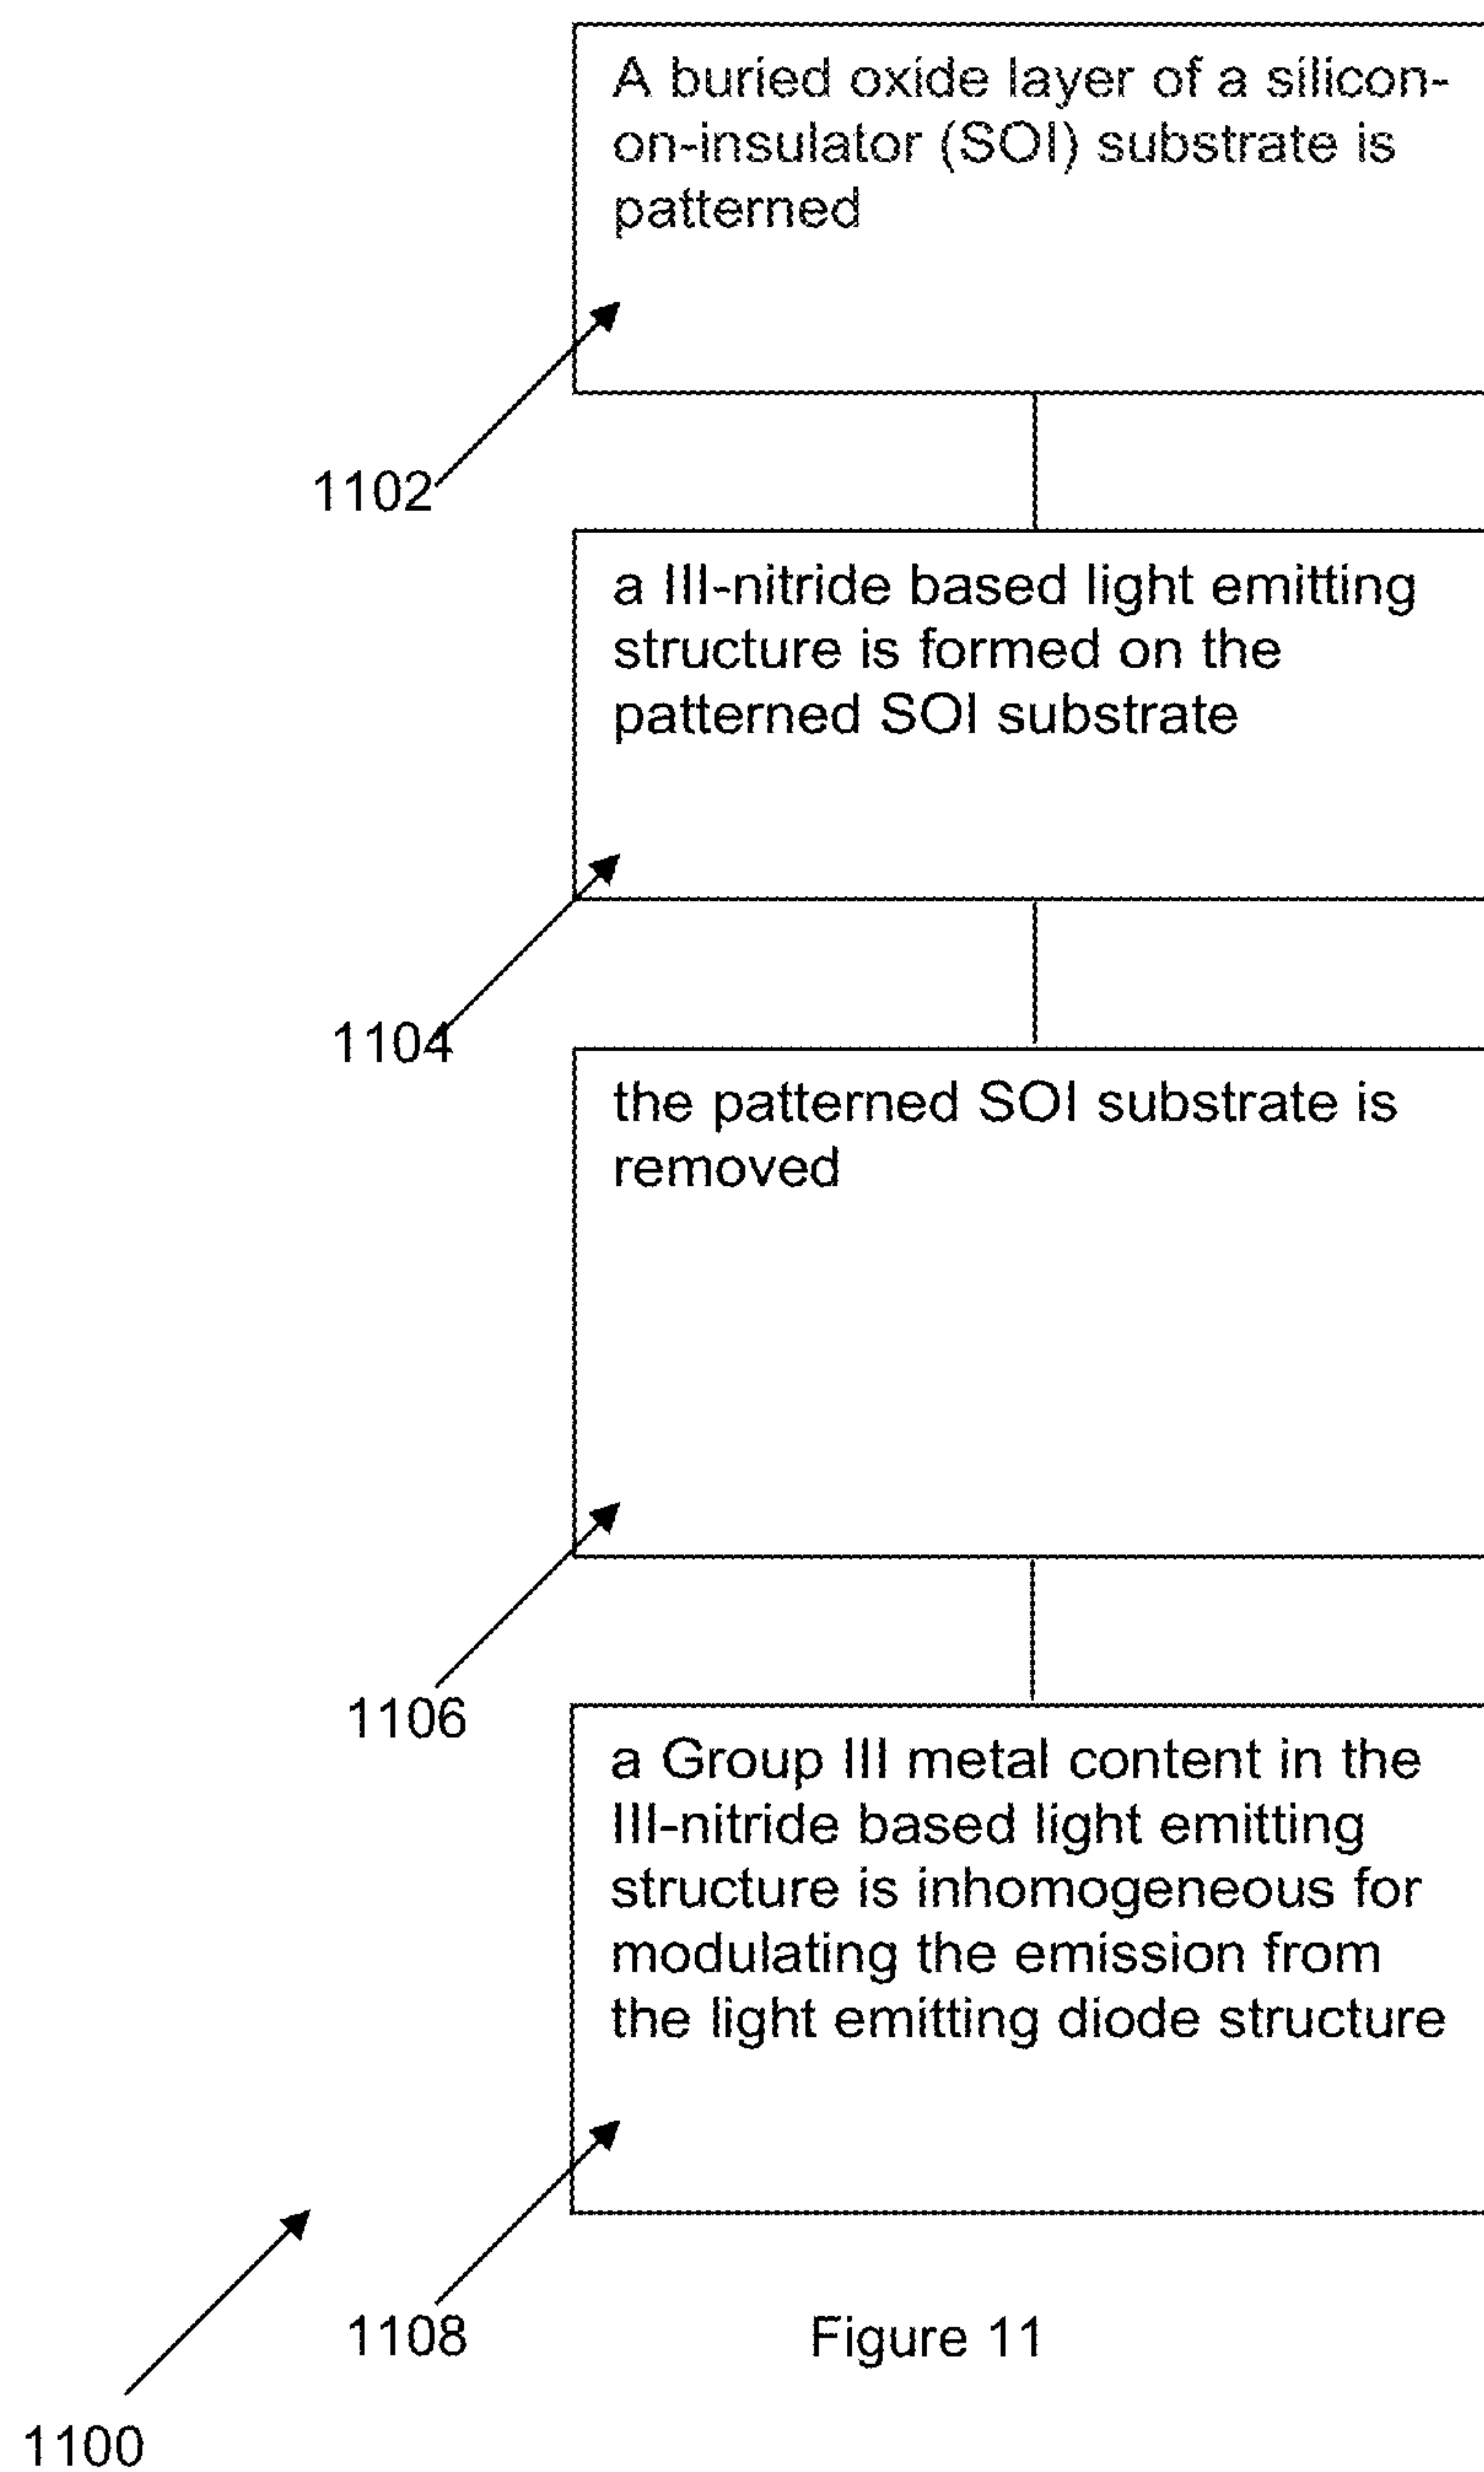 A buried oxide layer of a silicon-
on-insulator (SOI) substrate is
patterned
1102
a III-nitride based light emitting
structure is formed on the
patterned SOI substrate
1104
the patterned SOI substrate is
removed
1106
a Group III metal content in the
III-nitride based light emitting
structure is inhomogeneous for
modulating the emission from
the light emitting diode structure
1108
Figure 11
1100